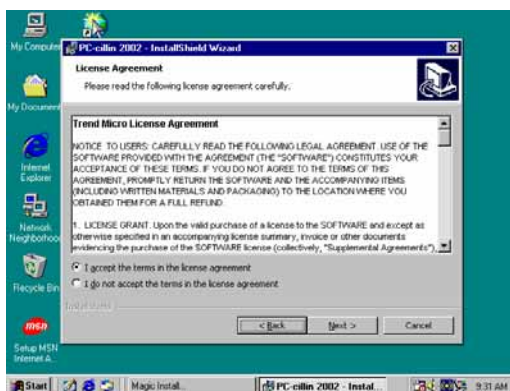 My Computer
PC-cillin 2002 - InstallShield Wizard
License Agreement
Please read the following license agreement carefully.
My Document
Trend Micro License Agreement
NOTICE TO USERS: CAREFULLY READ THE FOLLOWING LEGAL AGREEMENT. USE OF THE
SOFTWARE PROVIDED WITH THE AGREEMENT (THE "SOFTWARE") CONSTITUTES YOUR
ACCEPTANCE OF THESE TERMS. IF YOU DO NOT AGREE TO THE TERMS OF THIS
AGREEMENT, PROMPTLY RETURN THE SOFTWARE AND THE ACCOMPANYING ITEMS
(INCLUDING WRITTEN MATERIALS AND PACKAGING) TO THE LOCATION WHERE YOU
OBTAINED THEM FOR A FULL REFUND.
1. LICENSE GRANT. Upon the valid purchase of a license to the SOFTWARE and except as
otherwise specified in an accompanying license summary, invoice or other documents
evidencing the purchase of the SOFTWARE license (collectively, "Supplemental Agreements"),
Internet
Explorer
Network
Neighborhoo
Recycle Bin
I accept the terms in the license agreement
I do not accept the terms in the license agreement
InstallShield
< Back
Next >
Cancel
msn
Setup MSN
Internet A...
Start
Magic Install...
PC-cillin 2002 - Instal...
9:31 AM